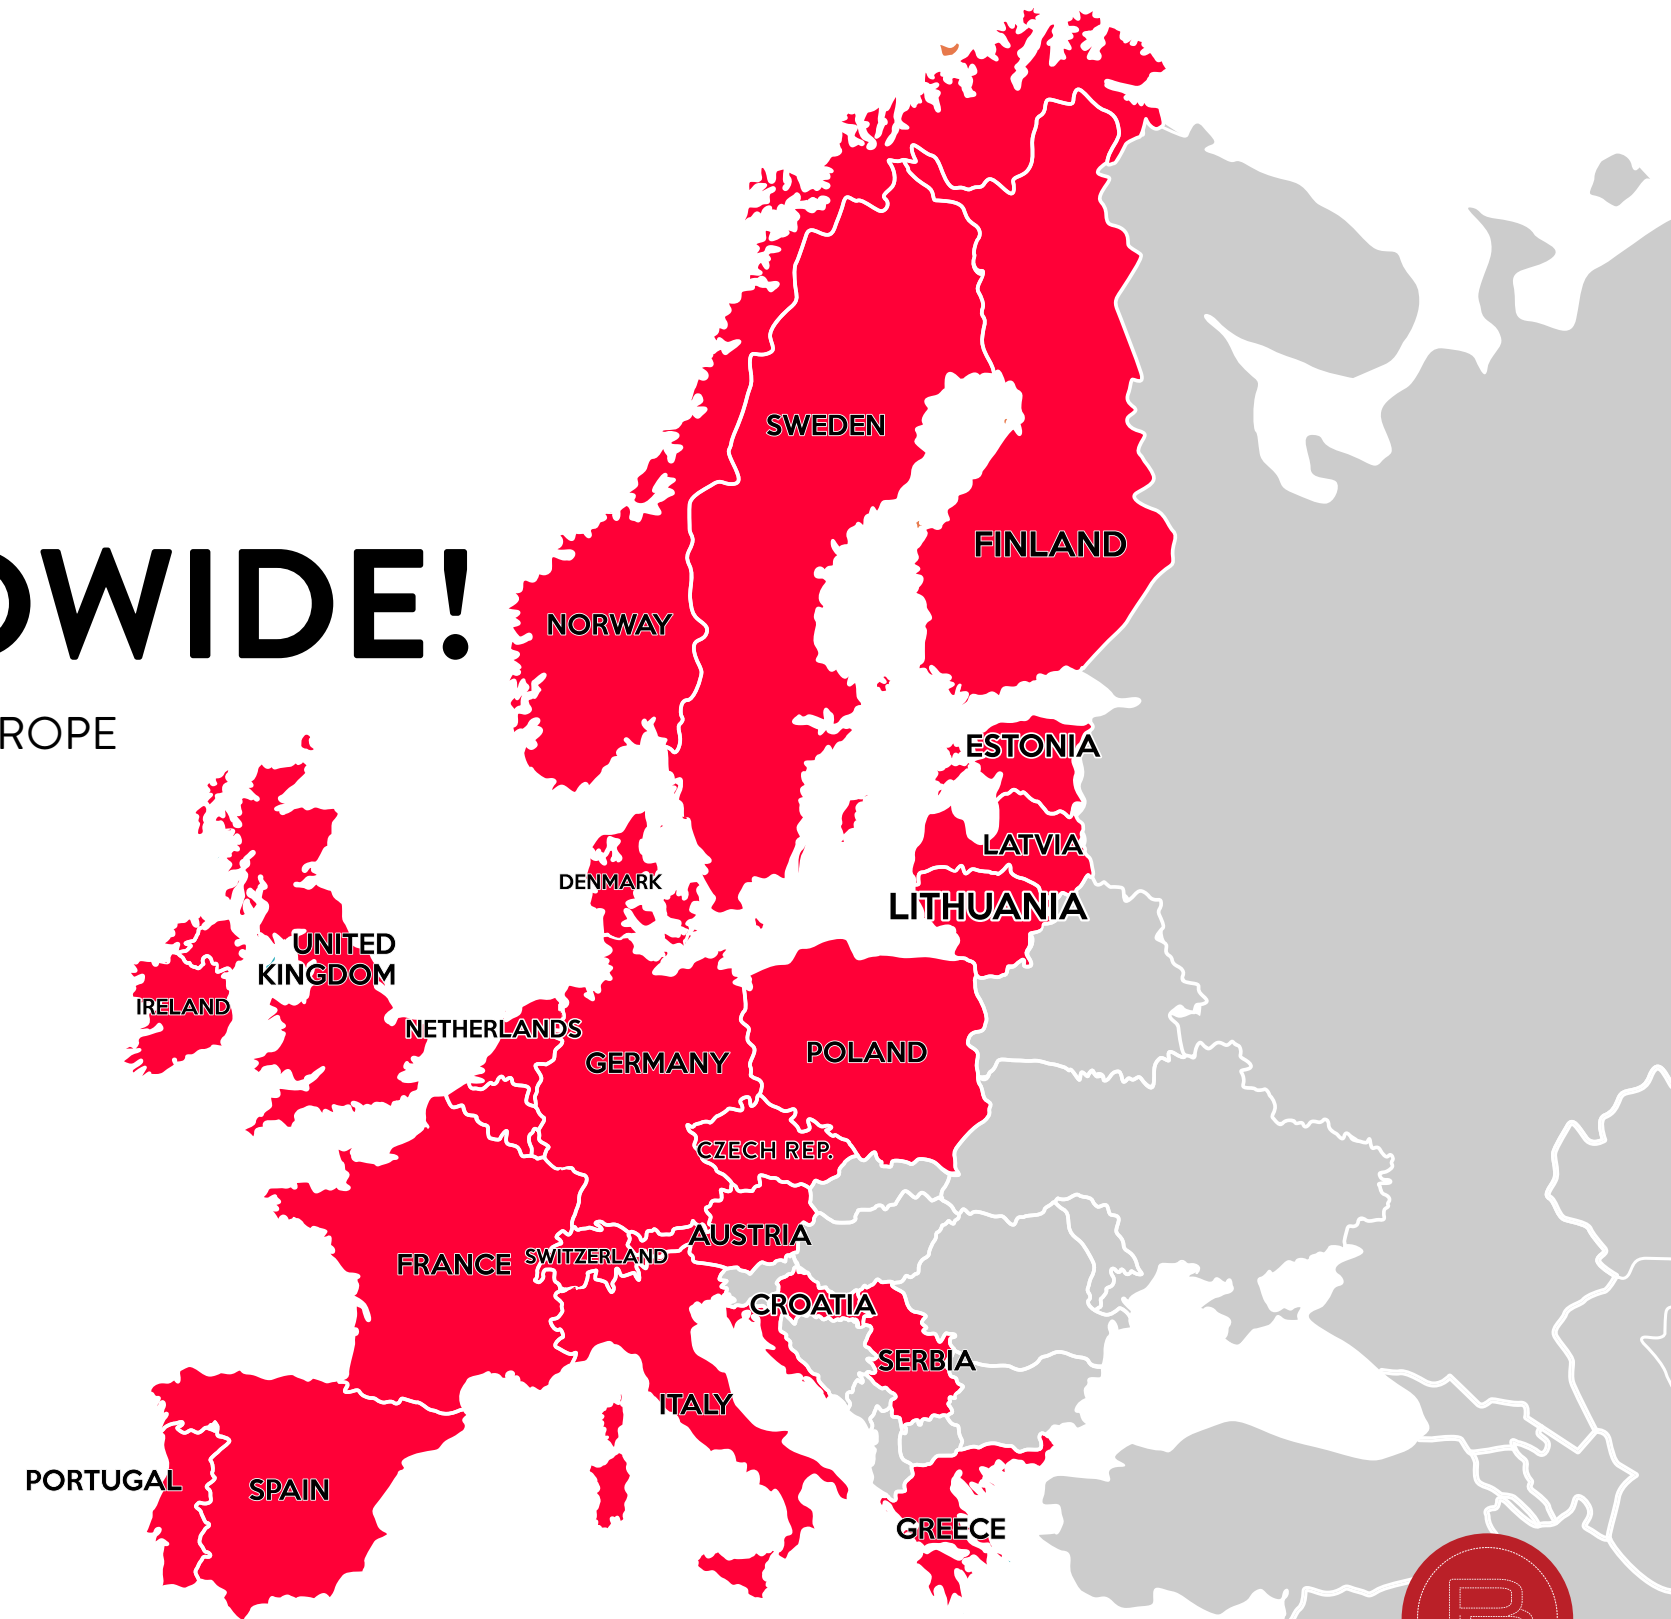 SWEDEN
FINLAND
DWIDE!
NORWAY
ROPE
ESTONIA
LATVIA
DENMARK
LITHUANIA
UNITED
KINGDOM
IRELAND
NETHERLANDS
GERMANY
POLAND
CZECH REP.
AUSTRIA
FRANCE
SWITZERLAND
CROATIA
SERBIA
ITALY
PORTUGAL
SPAIN
GREECE
B